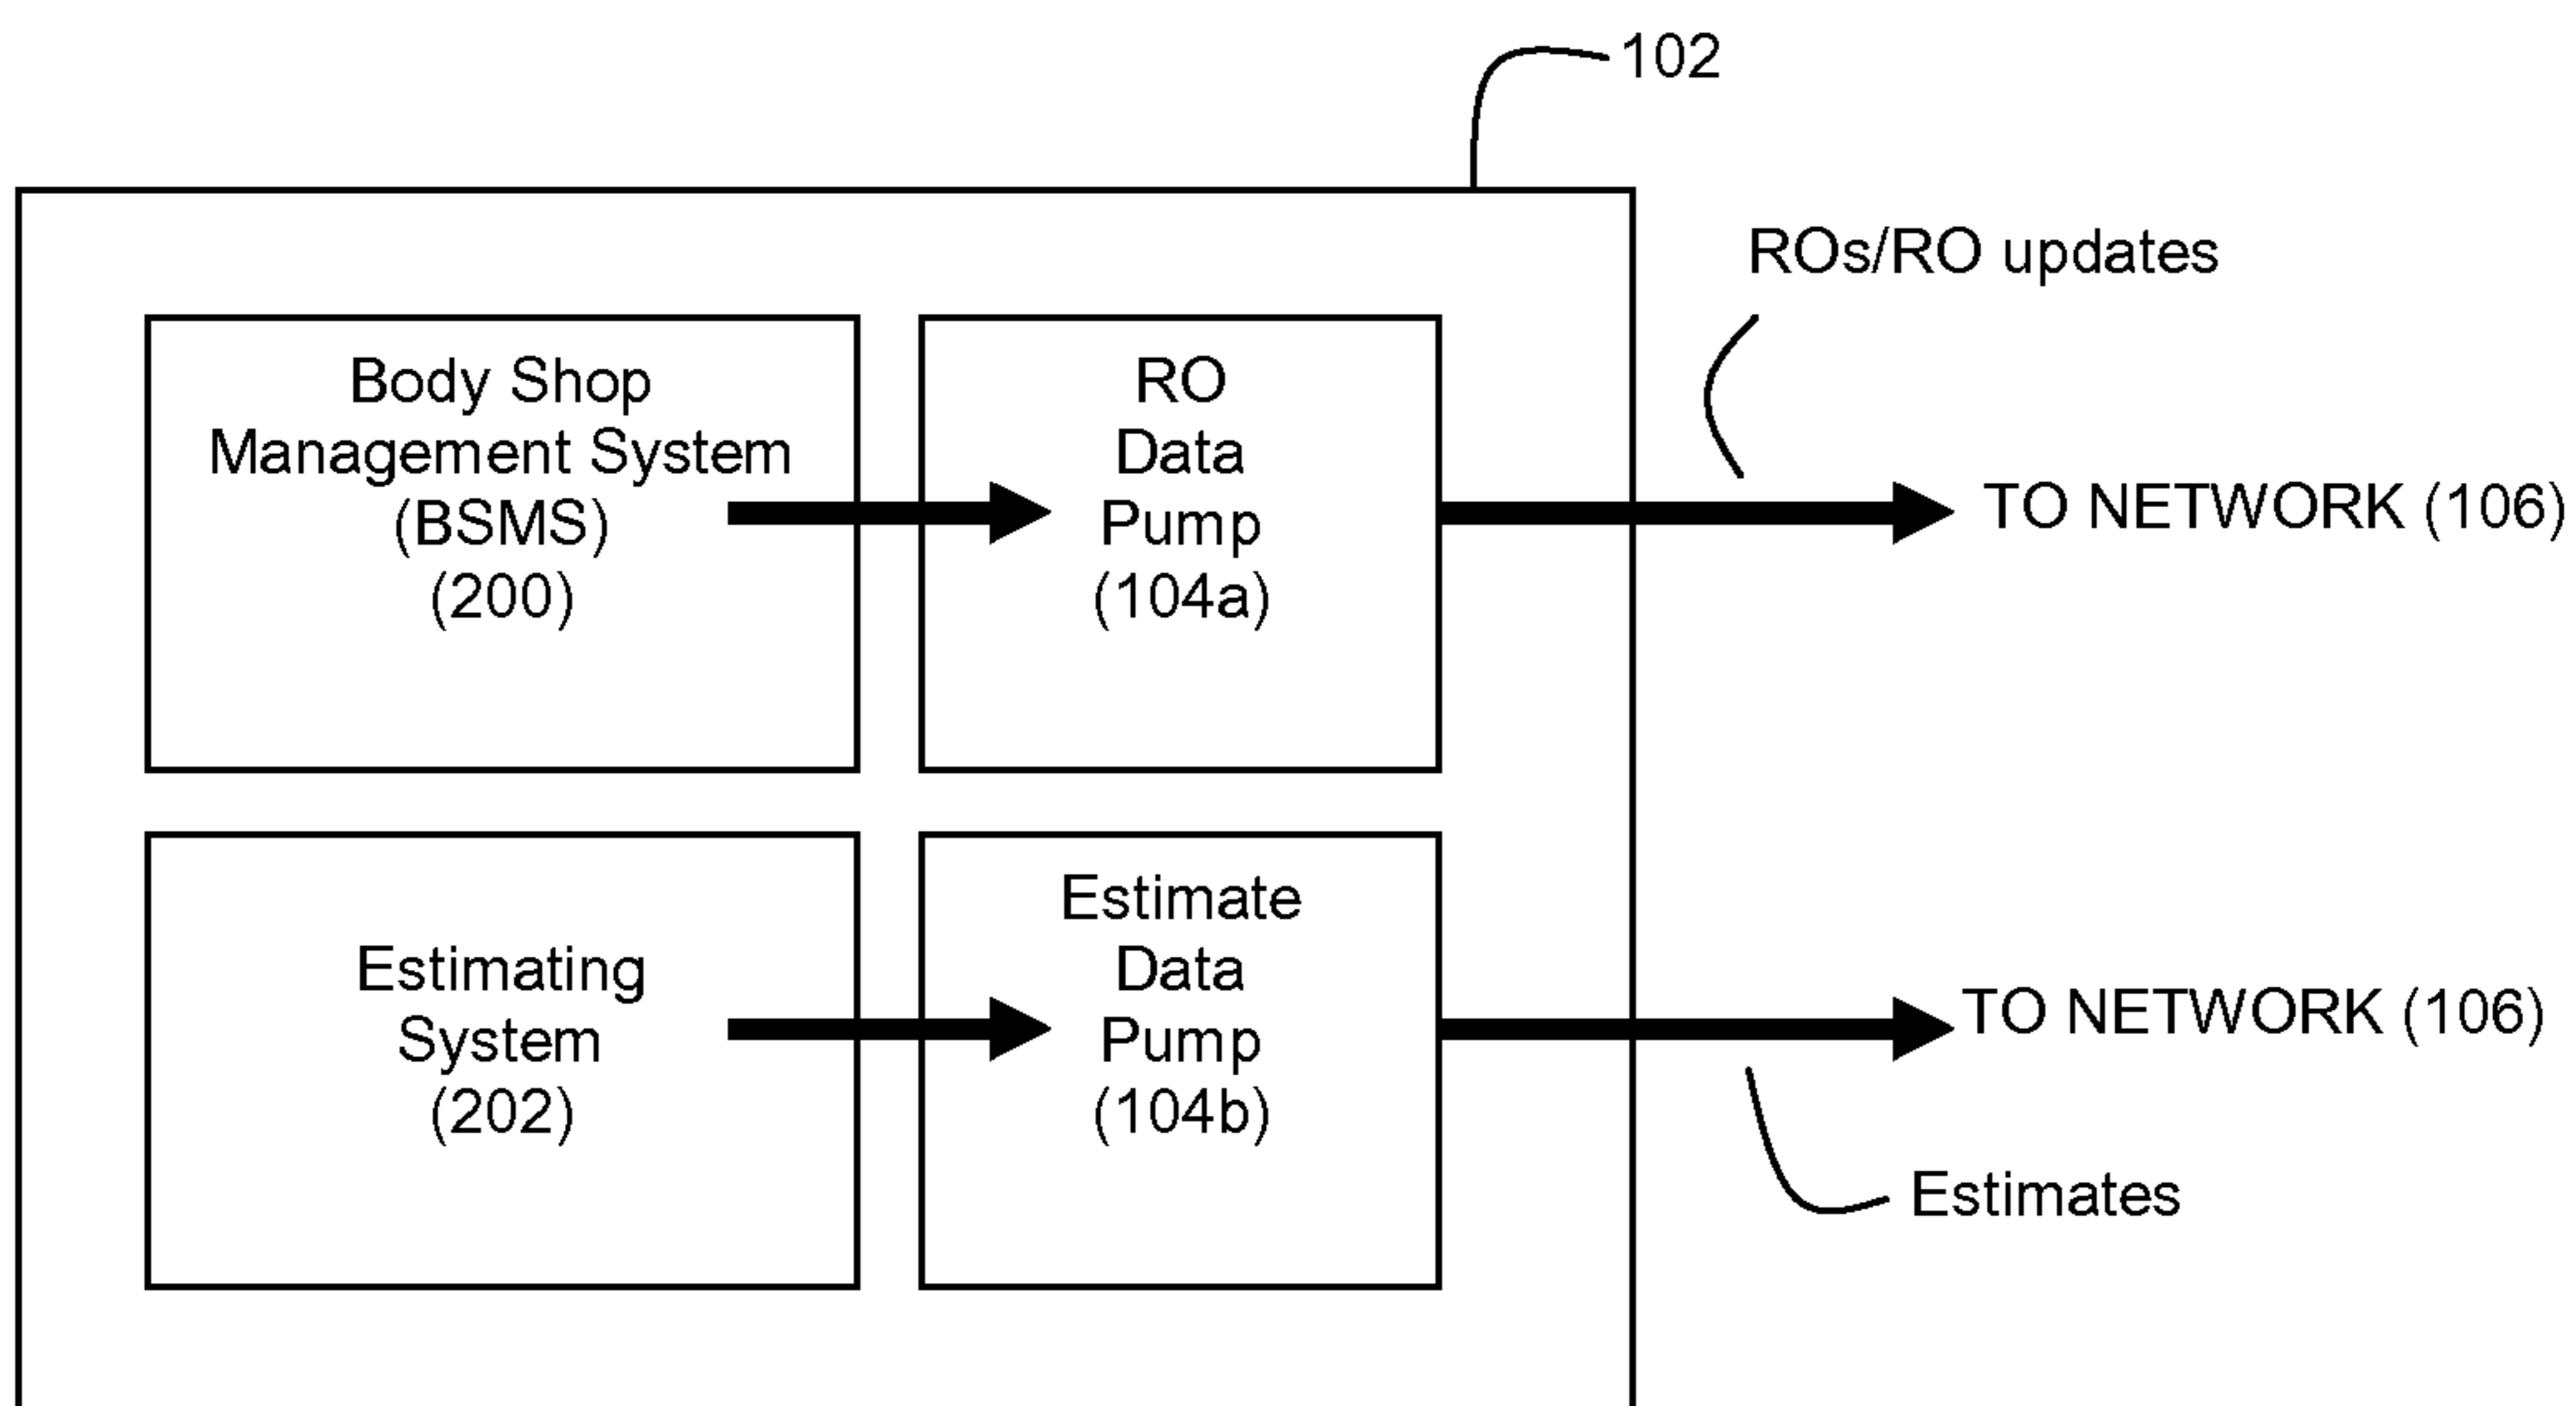 102
ROs/RO updates
Body Shop
Management System
(BSMS)
(200)
RO
Data
Pump
(104a)
TO NETWORK (106)
Estimating
System
(202)
Estimate
Data
Pump
(104b)
TO NETWORK (106)
Estimates